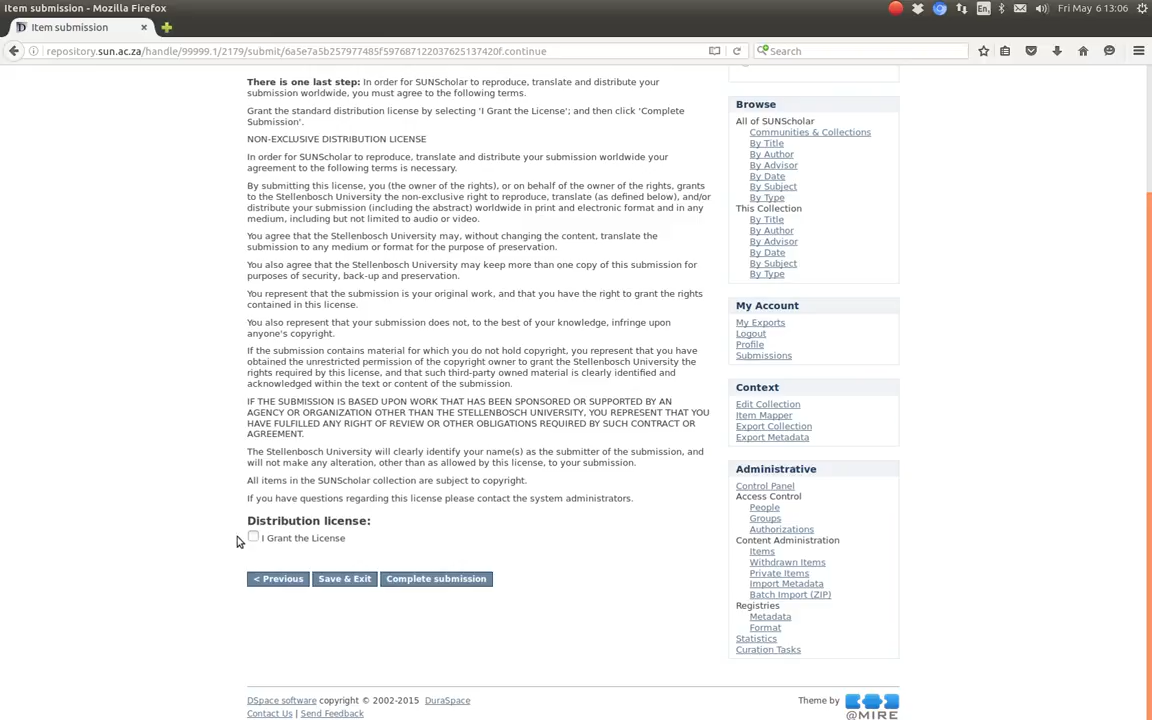 Item submission - Mozilla Firefox
En
Fri May 6 13:06
Item submission
repository.sun.ac.za/handle/99999.1/2179/submit/6a5e7a5b257977485f597687122037625137420f.continue
Search
There is one last step: In order for SUNScholar to reproduce, translate and distribute your
submission worldwide, you must agree to the following terms.
Grant the standard distribution license by selecting 'I Grant the License'; and then click 'Complete
Submission'.
NON-EXCLUSIVE DISTRIBUTION LICENSE
In order for SUNScholar to reproduce, translate and distribute your submission worldwide your
agreement to the following terms is necessary.
By submitting this license, you (the owner of the rights), or on behalf of the owner of the rights, grants
to the Stellenbosch University the non-exclusive right to reproduce, translate (as defined below), and/or
distribute your submission (including the abstract) worldwide in print and electronic format and in any
medium, including but not limited to audio or video.
You agree that the Stellenbosch University may, without changing the content, translate the
submission to any medium or format for the purpose of preservation.
You also agree that the Stellenbosch University may keep more than one copy of this submission for
purposes of security, back-up and preservation.
You represent that the submission is your original work, and that you have the right to grant the rights
contained in this license.
You also represent that your submission does not, to the best of your knowledge, infringe upon
anyone's copyright.
If the submission contains material for which you do not hold copyright, you represent that you have
obtained the unrestricted permission of the copyright owner to grant the Stellenbosch University the
rights required by this license, and that such third-party owned material is clearly identified and
acknowledged within the text or content of the submission.
IF THE SUBMISSION IS BASED UPON WORK THAT HAS BEEN SPONSORED OR SUPPORTED BY AN
AGENCY OR ORGANIZATION OTHER THAN THE STELLENBOSCH UNIVERSITY, YOU REPRESENT THAT YOU
HAVE FULFILLED ANY RIGHT OF REVIEW OR OTHER OBLIGATIONS REQUIRED BY SUCH CONTRACT OR
AGREEMENT.
The Stellenbosch University will clearly identify your name(s) as the submitter of the submission, and
will not make any alteration, other than as allowed by this license, to your submission.
All items in the SUNScholar collection are subject to copyright.
If you have questions regarding this license please contact the system administrators.
Distribution license:
I Grant the License
< Previous
Save & Exit
Complete submission
Browse
All of SUNScholar
Communities & Collections
By Title
By Author
By Advisor
By Date
By Subject
By Type
This Collection
By Title
By Author
By Advisor
By Date
By Subject
By Type
My Account
My Exports
Logout
Profile
Submissions
Context
Edit Collection
Item Mapper
Export Collection
Export Metadata
Administrative
Control Panel
Access Control
People
Groups
Authorizations
Content Administration
Items
Withdrawn Items
Private Items
Import Metadata
Batch Import (ZIP)
Registries
Metadata
Format
Statistics
Curation Tasks
DSpace software copyright © 2002-2015 DuraSpace
Contact Us | Send Feedback
Theme by
@MIRE